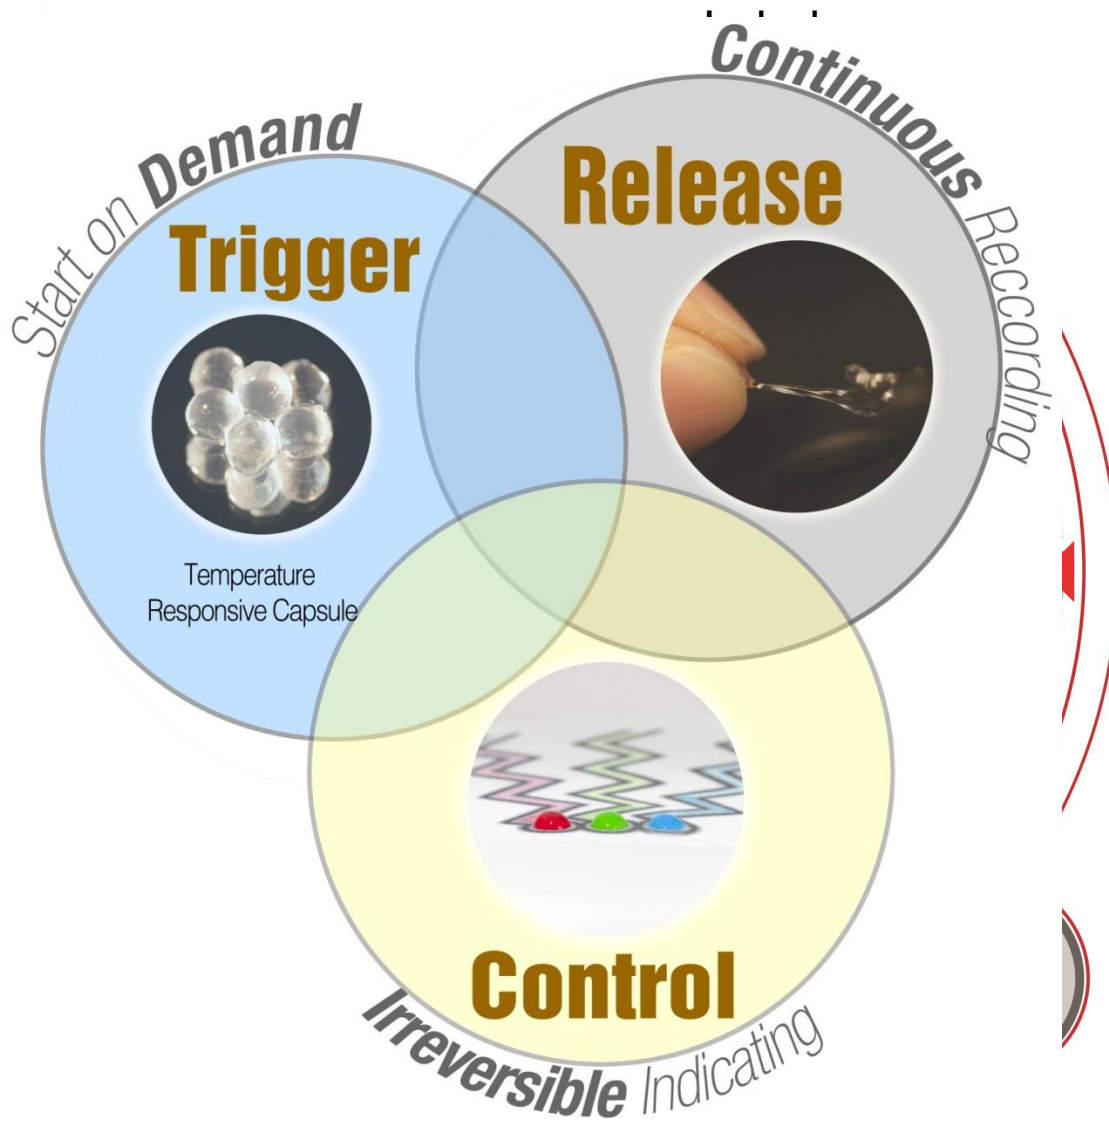 Start on Demand
Trigger
Temperature
Responsive Capsule
Continuous Reccording
Release
Control
Irreversible Indicating